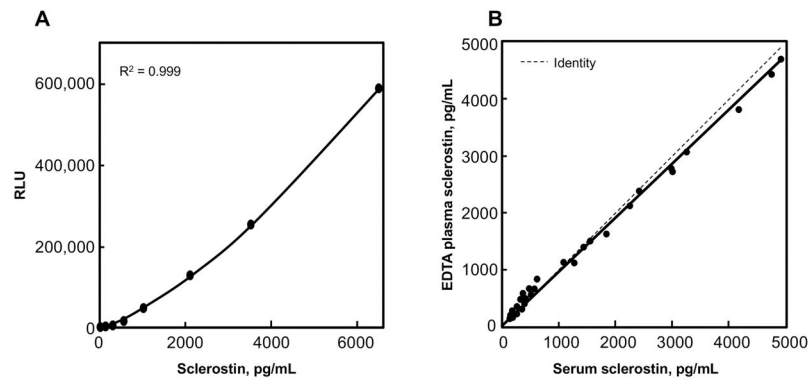 A
R² = 0.999
600,000
400,000
200,000
0
RLU
0
2000
4000
6000
Sclerostin, pg/mL
B
Identity
5000
4000
3000
2000
1000
0
EDTA plasma sclerostin, pg/mL
0
1000
2000
3000
4000
5000
Serum sclerostin, pg/mL